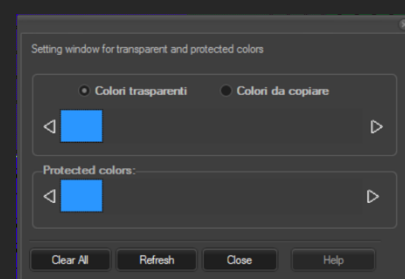 Setting window for transparent and protected colors
Colori trasparenti Colori da copiare
Protected colors:
Clear All Refresh Close Help